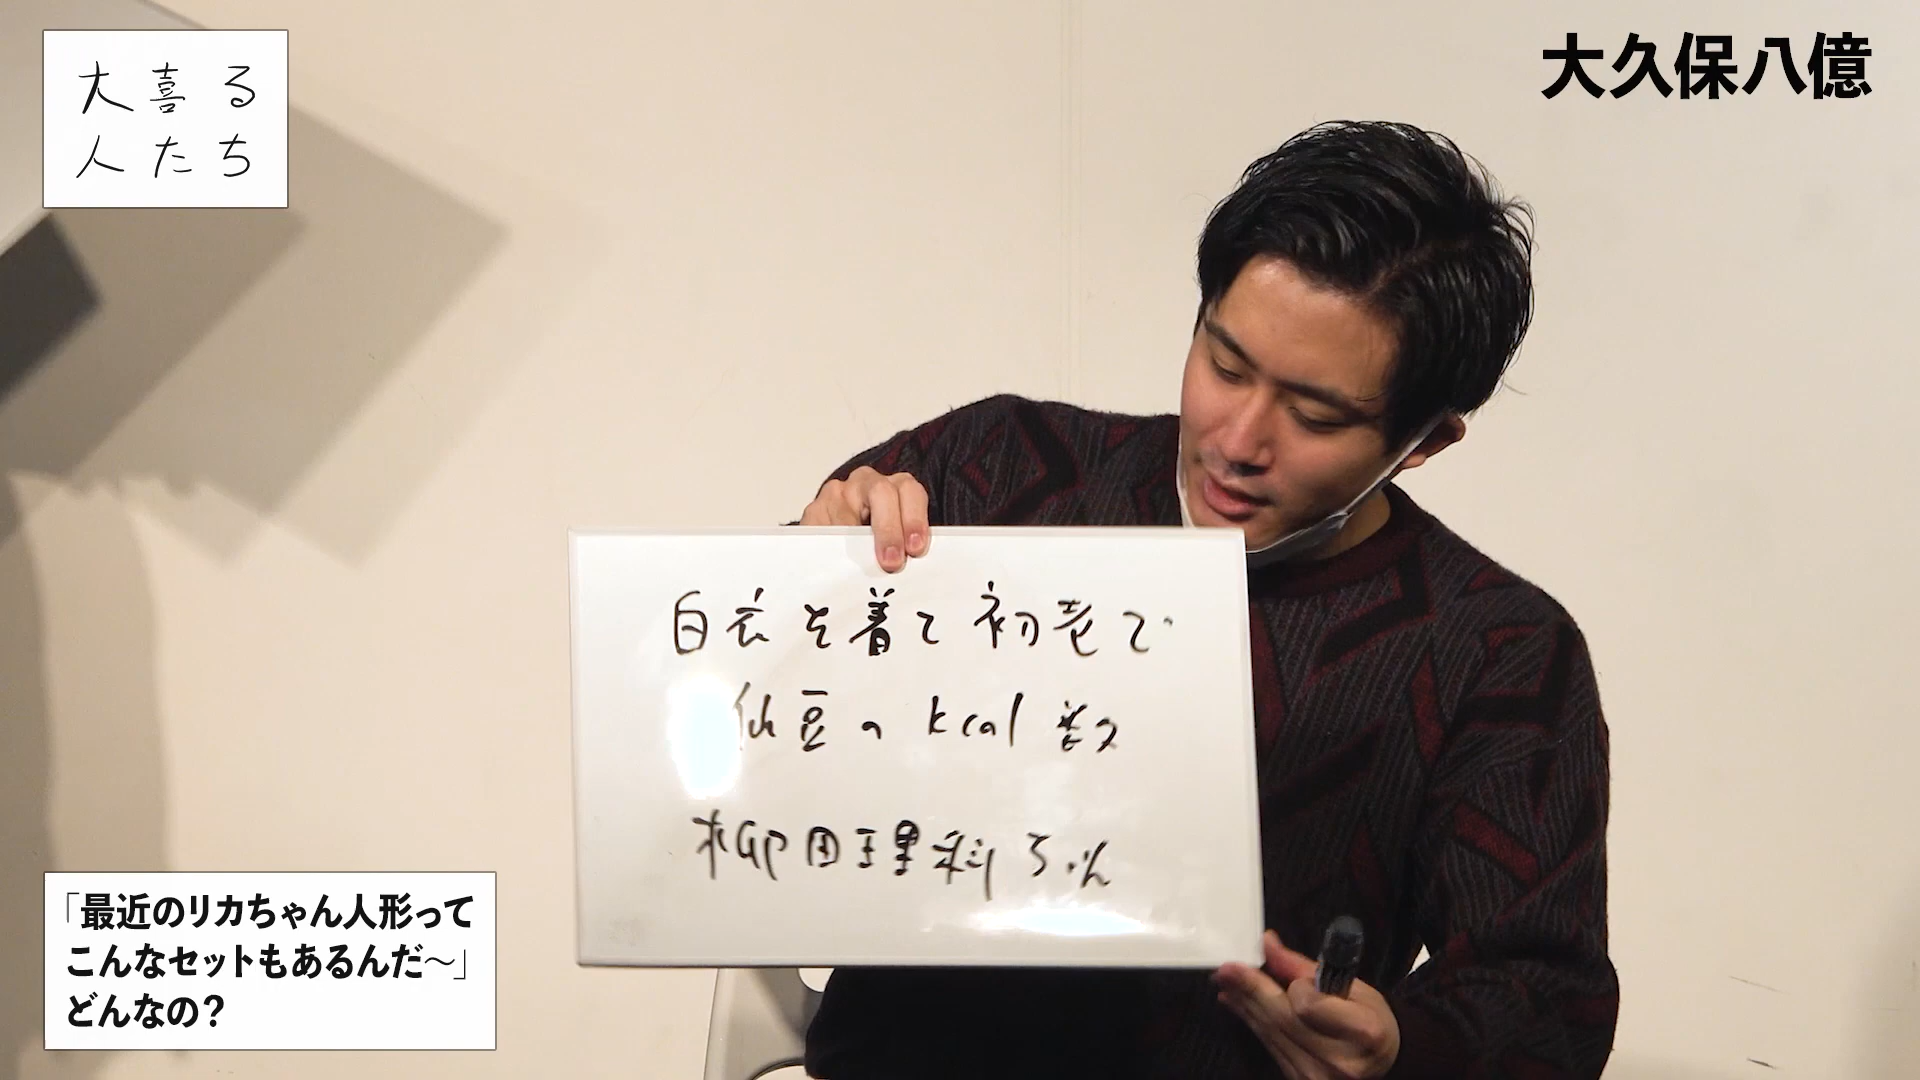 大喜る
人たち
大久保八億
白衣を着て初老で
仙豆のkcal数
柳田理科ちゃん
「最近のリカちゃん人形って
こんなセットもあるんだ～」
どんなの？